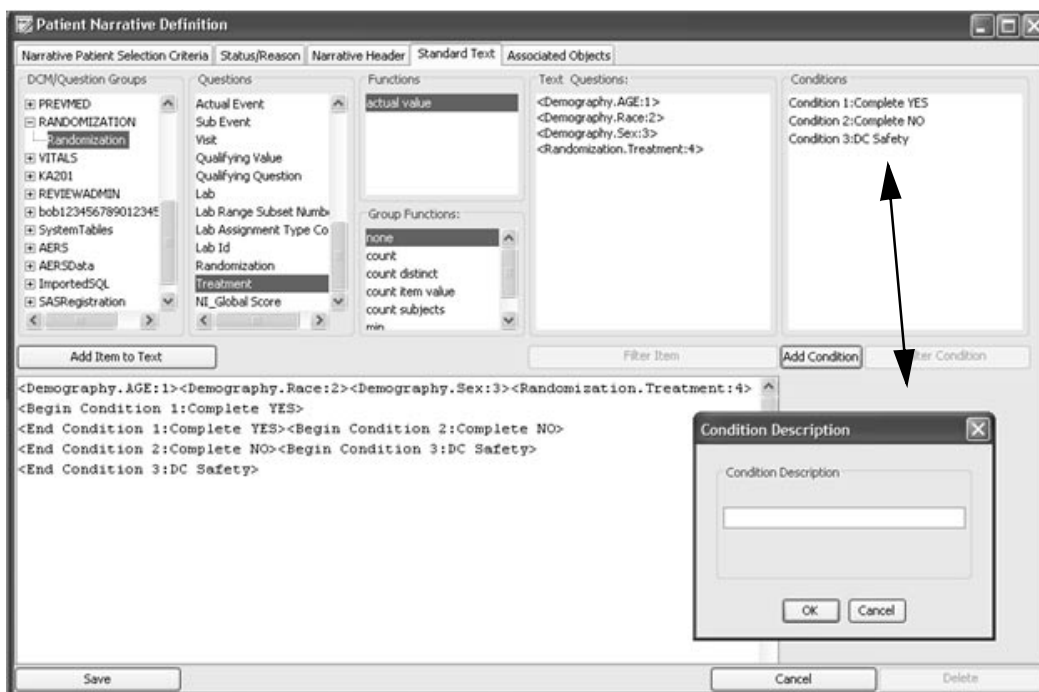 Patient Narrative Definition
Narrative Patient Selection Criteria Status/Reason Narrative Header Standard Text Associated Objects
DCM/Question Groups
PREVMED
RANDOMIZATION
Randomization
VITALS
KA201
REVIEWADMIN
bob123456789012345
SystemTables
AERS
AERSData
ImportedSQL
SASRegistration
Questions
Actual Event
Sub Event
Visit
Qualifying Value
Qualifying Question
Lab
Lab Range Subset Numb
Lab Assignment Type Co
Lab Id
Randomization
Treatment
NI_Global Score
Functions
actual value
Group Functions:
none
count
count distinct
count item value
count subjects
min
Text Questions:
<Demography.AGE:1>
<Demography.Race:2>
<Demography.Sex:3>
<Randomization.Treatment:4>
Conditions
Condition 1:Complete YES
Condition 2:Complete NO
Condition 3:DC Safety
Add Item to Text
Filter Item
Add Condition
Condition
<Demography.AGE:1><Demography.Race:2><Demography.Sex:3><Randomization.Treatment:4>
<Begin Condition 1:Complete YES>
<End Condition 1:Complete YES><Begin Condition 2:Complete NO>
<End Condition 2:Complete NO><Begin Condition 3:DC Safety>
<End Condition 3:DC Safety>
Condition Description
Condition Description
OK Cancel
Save
Cancel
Delete